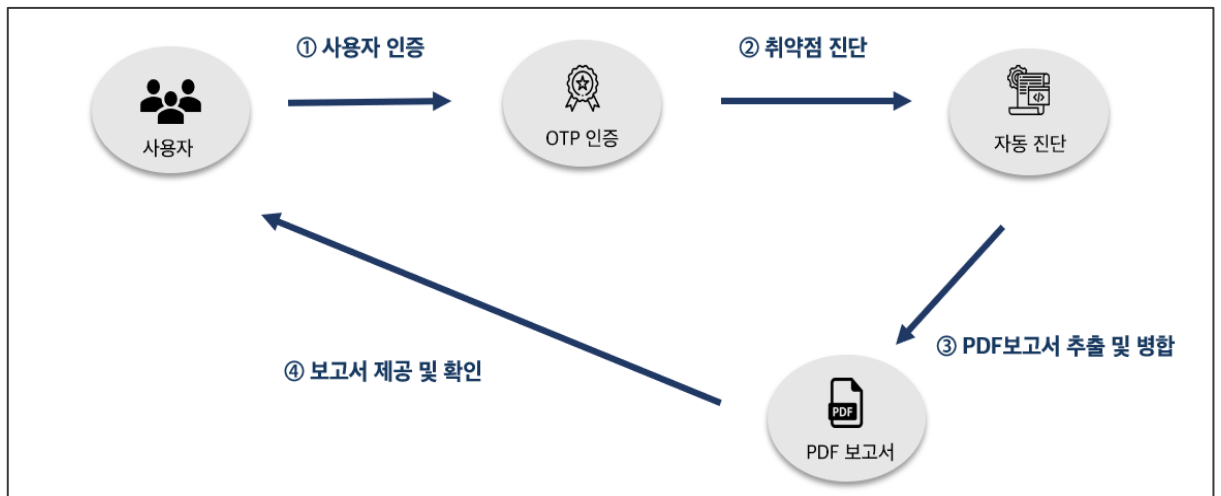 ① 사용자 인증
② 취약점 진단
사용자
OTP 인증
자동 진단
③ PDF보고서 추출 및 병합
④ 보고서 제공 및 확인
PDF
PDF 보고서